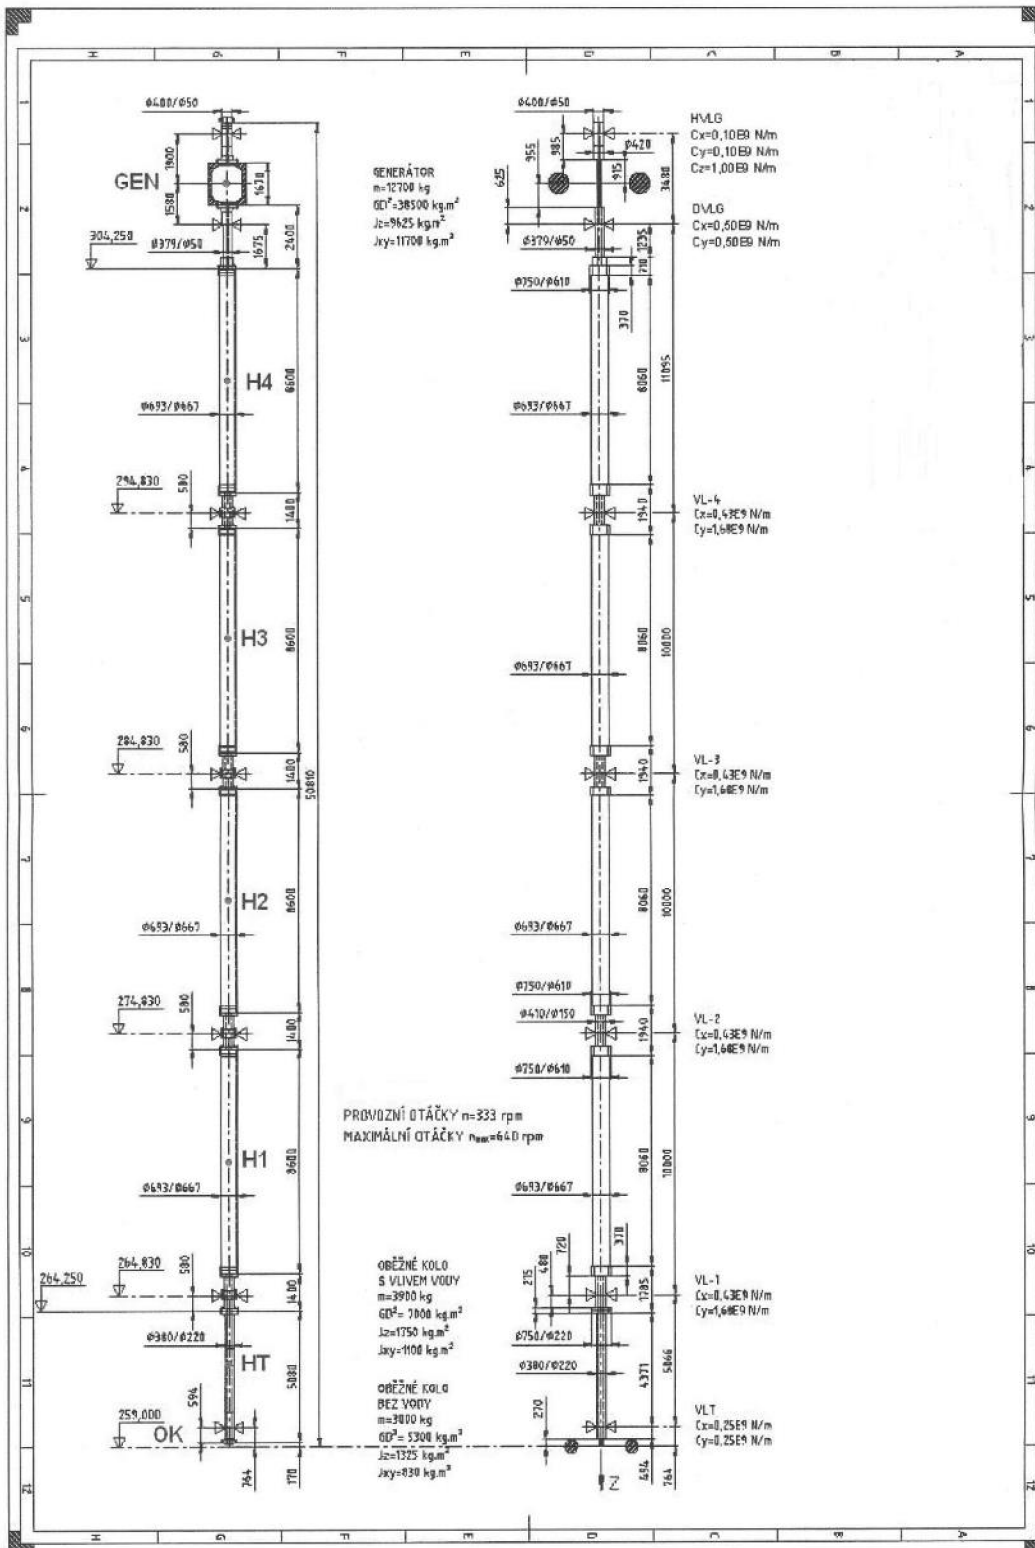 H G F E D C B A
Ø400/Ø50
1900
GEN
1670
1580
304,250
Ø379/Ø50
1675
2400
GENERÁTOR
m=12700 kg
GD²=38500 kg.m²
Jz=9625 kg.m²
Jxy=11700 kg.m²
Ø400/Ø50
985
Ø420
955
915
625
3480
Ø379/Ø50
1235
710
Ø750/Ø610
370
HVLG
Cx=0,10E9 N/m
Cy=0,10E9 N/m
Cz=1,00E9 N/m
DVLG
Cx=0,50E9 N/m
Cy=0,50E9 N/m
H4
8600
Ø693/Ø667
8060
11095
Ø693/Ø667
294,830
580
1400
1940
VL-4
Cx=0,43E9 N/m
Cy=1,68E9 N/m
H3
8600
50810
8060
10000
Ø693/Ø667
284,830
580
1400
1940
VL-3
Cx=0,43E9 N/m
Cy=1,68E9 N/m
H2
8600
Ø693/Ø667
8060
10000
Ø693/Ø667
Ø750/Ø610
274,830
580
1400
Ø410/Ø150
1940
Ø750/Ø610
VL-2
Cx=0,43E9 N/m
Cy=1,68E9 N/m
PROVOZNÍ OTÁČKY n=333 rpm
MAXIMÁLNÍ OTÁČKY nmax=640 rpm
H1
8600
Ø693/Ø667
8060
10000
Ø693/Ø667
264,830
580
1400
264,250
Ø380/Ø220
HT
5080
594
259,000
OK
764
170
OBĚŽNÉ KOLO
S VLIVEM VODY
m=3900 kg
GD²= 7000 kg.m²
Jz=1750 kg.m²
Jxy=1100 kg.m²
OBĚŽNÉ KOLO
BEZ VODY
m=3000 kg
GD²= 5300 kg.m²
Jz=1325 kg.m²
Jxy=830 kg.m²
720
370
480
215
1785
Ø750/Ø220
Ø380/Ø220
4371
5066
270
494
764
Z
VL-1
Cx=0,43E9 N/m
Cy=1,68E9 N/m
VLT
Cx=0,25E9 N/m
Cy=0,25E9 N/m
1
2
3
4
5
6
7
8
9
10
11
12
H G F E D C B A